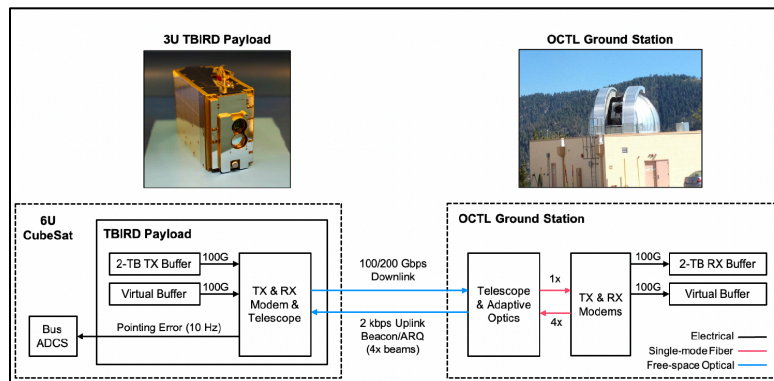 3U TBIRD Payload
OCTL Ground Station
6U
CubeSat
TBIRD Payload
2-TB TX Buffer
100G
Virtual Buffer
100G
TX & RX
Modem &
Telescope
Bus
ADCS
Pointing Error (10 Hz)
100/200 Gbps
Downlink
2 kbps Uplink
Beacon/ARQ
(4x beams)
OCTL Ground Station
Telescope
& Adaptive
Optics
1x
4x
TX & RX
Modems
100G
2-TB RX Buffer
100G
Virtual Buffer
Electrical
Single-mode Fiber
Free-space Optical